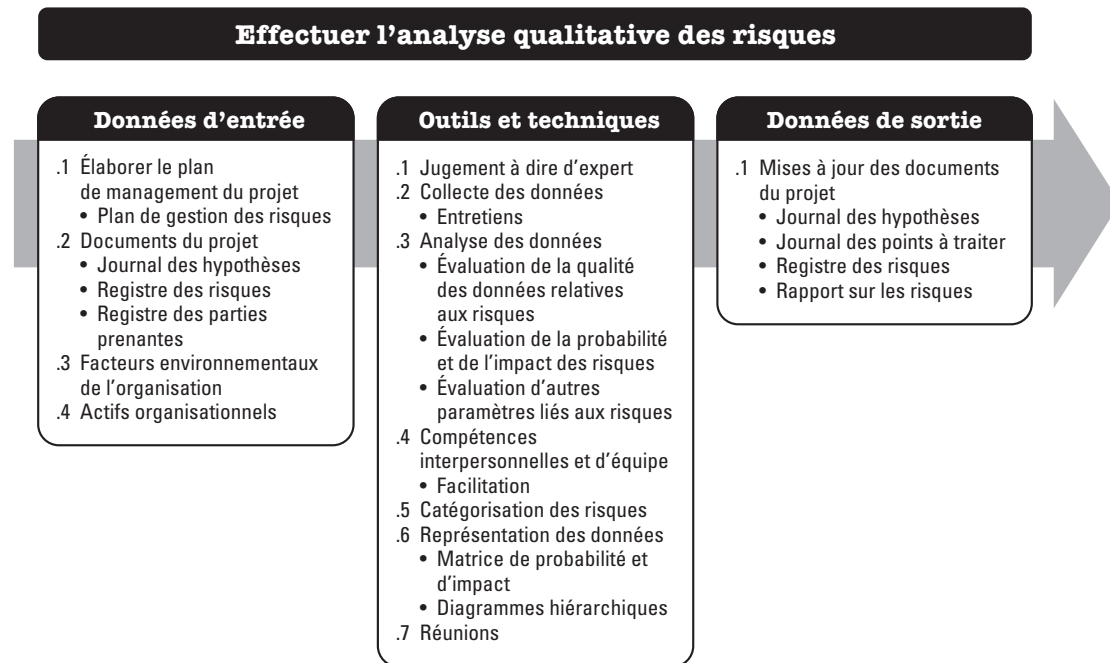 Effectuer l’analyse qualitative des risques
Données d’entrée
.1 Élaborer le plan
de management du projet
• Plan de gestion des risques
.2 Documents du projet
• Journal des hypothèses
• Registre des risques
• Registre des parties
prenantes
.3 Facteurs environnementaux
de l’organisation
.4 Actifs organisationnels
Outils et techniques
.1 Jugement à dire d’expert
.2 Collecte des données
• Entretiens
.3 Analyse des données
• Évaluation de la qualité
des données relatives
aux risques
• Évaluation de la probabilité
et de l’impact des risques
• Évaluation d’autres
paramètres liés aux risques
.4 Compétences
interpersonnelles et d’équipe
• Facilitation
.5 Catégorisation des risques
.6 Représentation des données
• Matrice de probabilité et
d’impact
• Diagrammes hiérarchiques
.7 Réunions
Données de sortie
.1 Mises à jour des documents
du projet
• Journal des hypothèses
• Journal des points à traiter
• Registre des risques
• Rapport sur les risques